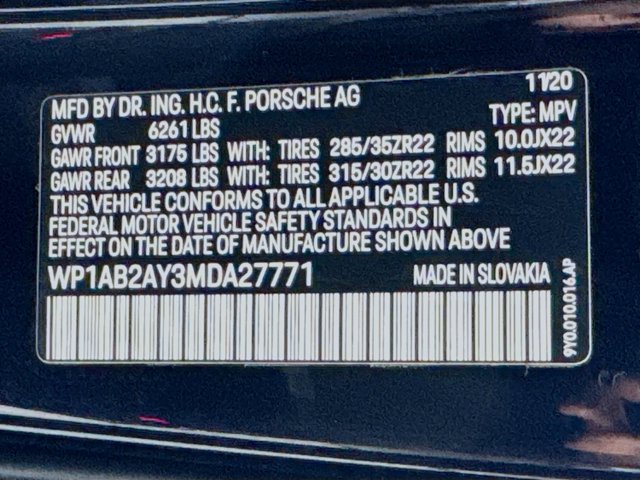 11/20
MFD BY DR. ING. H.C. F. PORSCHE AG
GVWR 6261 LBS TYPE: MPV
GAWR FRONT 3175 LBS WITH: TIRES 285/35ZR22 RIMS 10.0JX22
GAWR REAR 3208 LBS WITH: TIRES 315/30ZR22 RIMS 11.5JX22
THIS VEHICLE CONFORMS TO ALL APPLICABLE U.S.
FEDERAL MOTOR VEHICLE SAFETY STANDARDS IN
EFFECT ON THE DATE OF MANUFACTURE SHOWN ABOVE
WP1AB2AY3MDA27771 MADE IN SLOVAKIA
9Y0.010.016.AP